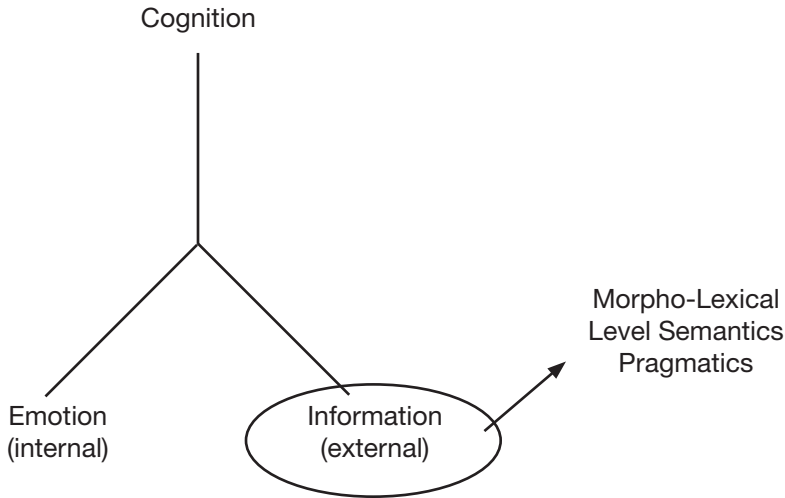 Cognition
Morpho-Lexical
Level Semantics
Pragmatics
Emotion
(internal)
Information
(external)